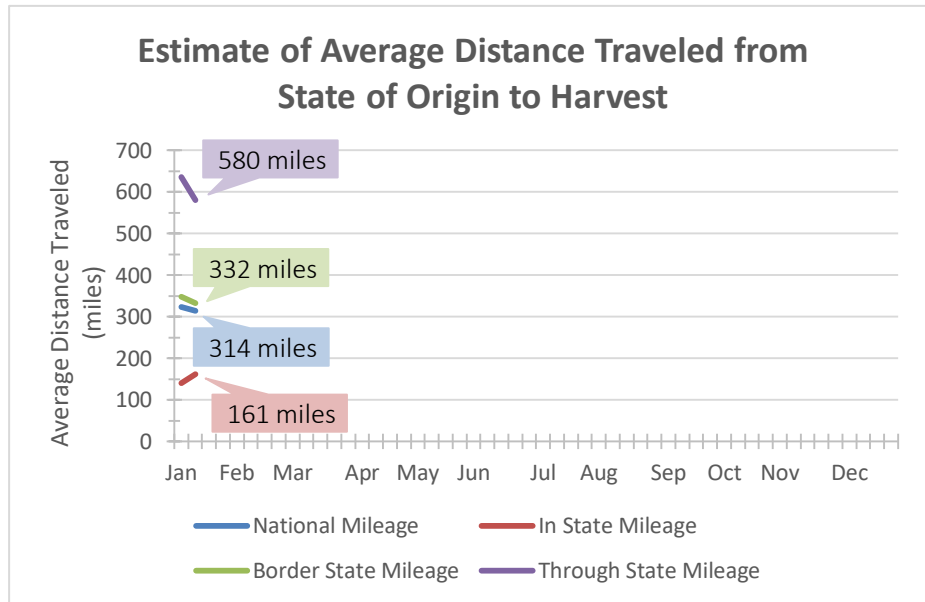 Estimate of Average Distance Traveled from
State of Origin to Harvest
Average Distance Traveled
(miles)
700
600
500
400
300
200
100
0
580 miles
332 miles
314 miles
161 miles
Jan Feb Mar Apr May Jun Jul Aug Sep Oct Nov Dec
National Mileage In State Mileage
Border State Mileage Through State Mileage